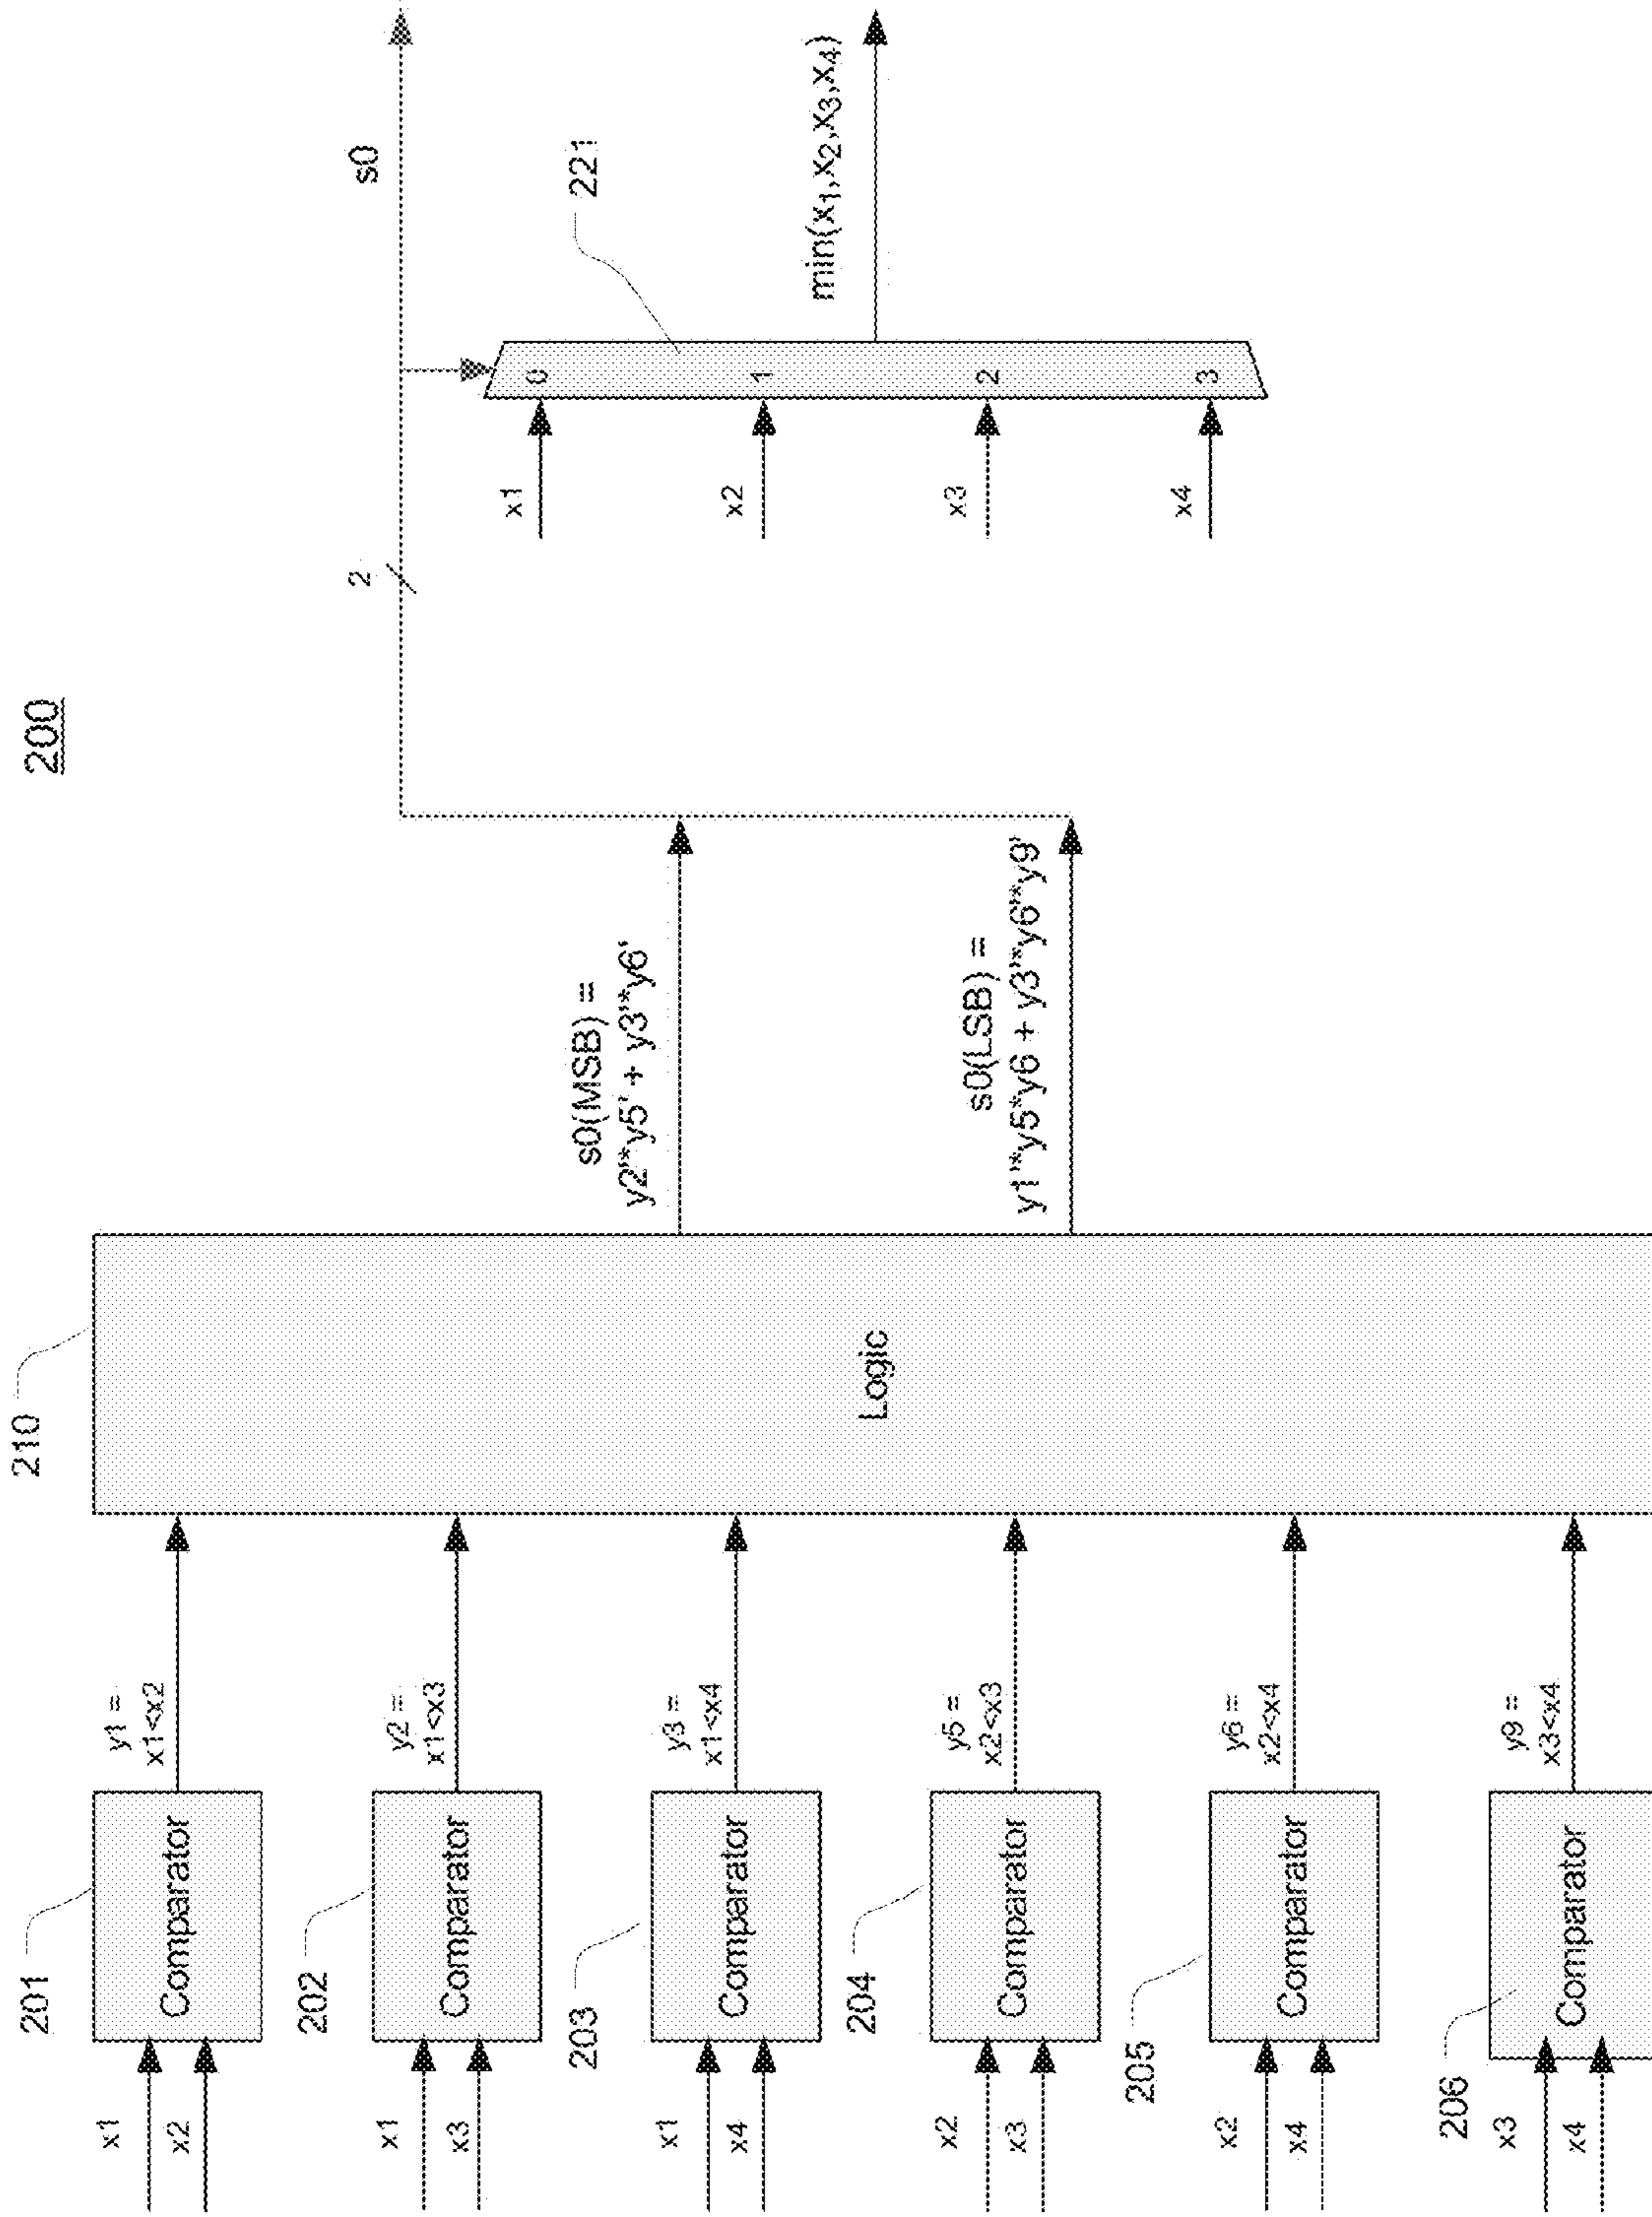 200
201
x1
x2
Comparator
y1 =
x1<x2
202
x1
x3
Comparator
y2 =
x1<x3
203
x1
x4
Comparator
y3 =
x1<x4
204
x2
x3
Comparator
y5 =
x2<x3
205
x2
x4
Comparator
y6 =
x2<x4
206
x3
x4
Comparator
y9 =
x3<x4
210
Logic
s0(MSB) =
y2'*y5' + y3'*y6'
s0(LSB) =
y1'*y5*y6 + y3'*y6'*y9'
2
s0
x1
0
x2
1
x3
2
x4
3
221
min(x1,x2,x3,x4)